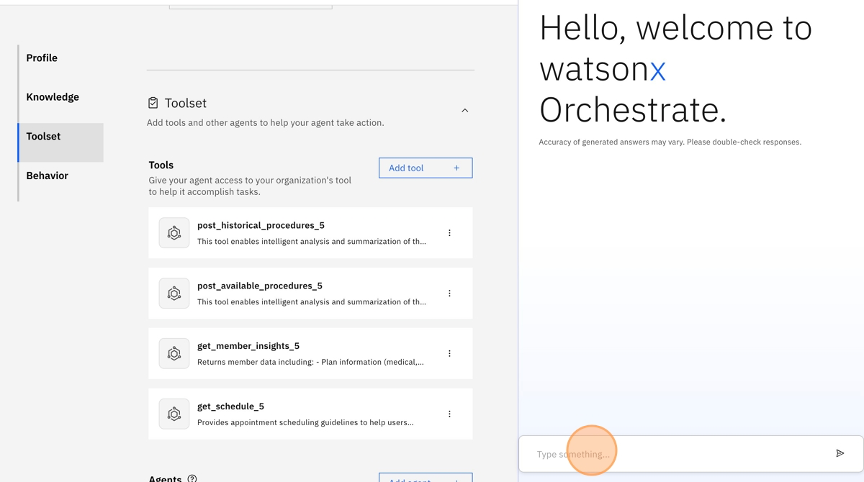 Profile
Knowledge
Toolset
Behavior
Toolset
Add tools and other agents to help your agent take action.
Tools
Give your agent access to your organization's tool
to help it accomplish tasks.
Add tool +
post_historical_procedures_5
This tool enables intelligent analysis and summarization of th...
post_available_procedures_5
This tool enables intelligent analysis and summarization of th...
get_member_insights_5
Returns member data including: - Plan information (medical,...
get_schedule_5
Provides appointment scheduling guidelines to help users...
Agents
Add agent +
Hello, welcome to
watsonx
Orchestrate.
Accuracy of generated answers may vary. Please double-check responses.
Type something...